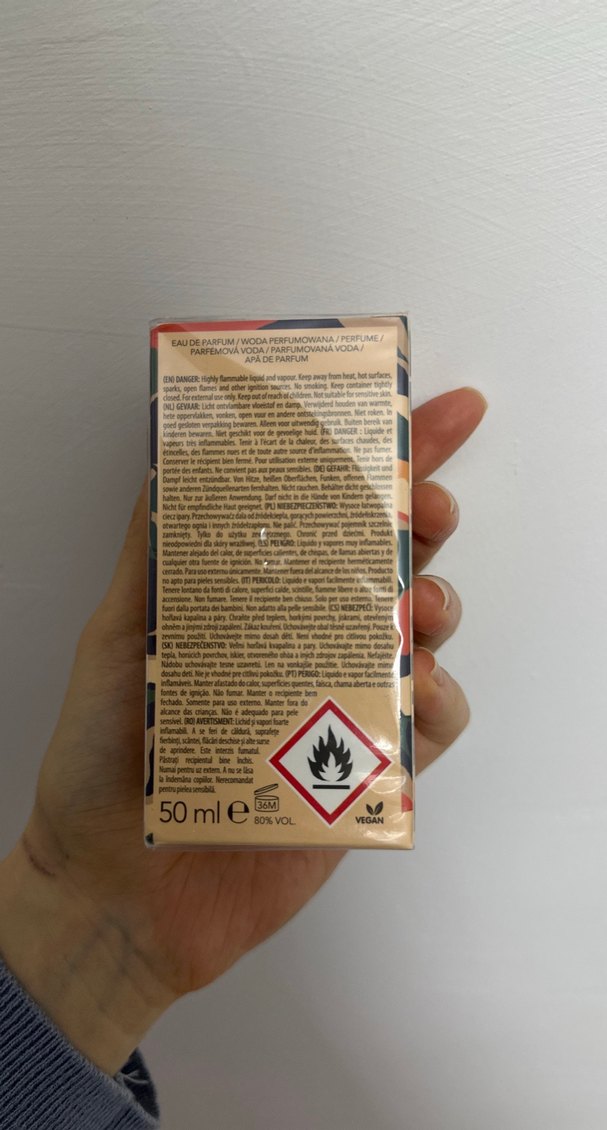 EAU DE PARFUM / WODA PERFUMOWANA / PERFUME /
PARFÉMOVÁ VODA / PARFUMOVANÁ VODA /
APĂ DE PARFUM
(EN) DANGER: Highly flammable liquid and vapour. Keep away from heat, hot surfaces,
sparks, open flames and other ignition sources. No smoking. Keep container tightly
closed. For external use only. Keep out of reach of children. Not suitable for sensitive skin.
(NL) GEVAAR: Licht ontvlambare vloeistof en damp. Verwijderd houden van warmte,
hete oppervlakken, vonken, open vuur en andere ontstekingsbronnen. Niet roken. In
goed gesloten verpakking bewaren. Alleen voor uitwendig gebruik. Buiten bereik van
kinderen bewaren. Niet geschikt voor de gevoelige huid. (FR) DANGER : Liquide et
vapeurs très inflammables. Tenir à l'écart de la chaleur, des surfaces chaudes, des
étincelles, des flammes nues et de toute autre source d'inflammation. Ne pas fumer.
Conserver le récipient bien fermé. Pour utilisation externe uniquement. Tenir hors de
portée des enfants. Ne convient pas aux peaux sensibles. (DE) GEFAHR: Flüssigkeit und
Dampf leicht entzündbar. Von Hitze, heißen Oberflächen, Funken, offenen Flammen
sowie anderen Zündquellenarten fernhalten. Nicht rauchen. Behälter dicht geschlossen
halten. Nur zur äußeren Anwendung. Darf nicht in die Hände von Kindern gelangen.
Nicht für empfindliche Haut geeignet. (PL) NIEBEZPIECZEŃSTWO: Wysoce łatwopalna
ciecz i pary. Przechowywać z dala od źródeł ciepła, gorących powierzchni, źródeł iskrzenia,
otwartego ognia i innych źródeł zapłonu. Nie palić. Przechowywać pojemnik szczelnie
zamknięty. Tylko do użytku zewnętrznego. Chronić przed dziećmi. Produkt
nieodpowiedni dla skóry wrażliwej. (ES) PELIGRO: Líquido y vapores muy inflamables.
Mantener alejado del calor, de superficies calientes, de chispas, de llamas abiertas y de
cualquier otra fuente de ignición. No fumar. Mantener el recipiente herméticamente
cerrado. Para uso externo únicamente. Mantener fuera del alcance de los niños. Producto
no apto para pieles sensibles. (IT) PERICOLO: Liquido e vapori facilmente infiammabili.
Tenere lontano da fonti di calore, superfici calde, scintille, fiamme libere o altre fonti di
accensione. Non fumare. Tenere il recipiente ben chiuso. Solo per uso esterno. Tenere
fuori dalla portata dei bambini. Non adatto alla pelle sensibile. (CS) NEBEZPEČÍ: Vysoce
hořlavá kapalina a páry. Chraňte před teplem, horkými povrchy, jiskrami, otevřeným
ohněm a jinými zdroji zapálení. Zákaz kouření. Uchovávejte obal těsně uzavřený. Pouze k
zevnímu použití. Uchovávejte mimo dosah dětí. Není vhodné pro citlivou pokožku.
(SK) NEBEZPEČENSTVO: Veľmi horľavá kvapalina a pary. Uchovávajte mimo dosahu
tepla, horúcich povrchov, iskier, otvoreného ohňa a iných zdrojov zapálenia. Nefajčite.
Nádobu uchovávajte tesne uzavretú. Len na vonkajšie použitie. Uchovávajte mimo
dosahu detí. Nie je vhodné pre citlivú pokožku. (PT) PERIGO: Líquido e vapor facilmente
inflamáveis. Manter afastado do calor, superfícies quentes, faísca, chama aberta e outras
fontes de ignição. Não fumar. Manter o recipiente bem
fechado. Somente para uso externo. Manter fora do
alcance das crianças. Não é adequado para pele
sensível. (RO) AVERTISMENT: Lichid și vapori foarte
inflamabili. A se feri de căldură, suprafețe
fierbinți, scântei, flăcări deschise și alte surse
de aprindere. Este interzis fumatul.
Păstrați recipientul bine închis.
Numai pentru uz extern. A nu se lăsa
la îndemâna copiilor. Nerecomandat
pentru pielea sensibilă.
50 ml e 36M
80% VOL.
VEGAN